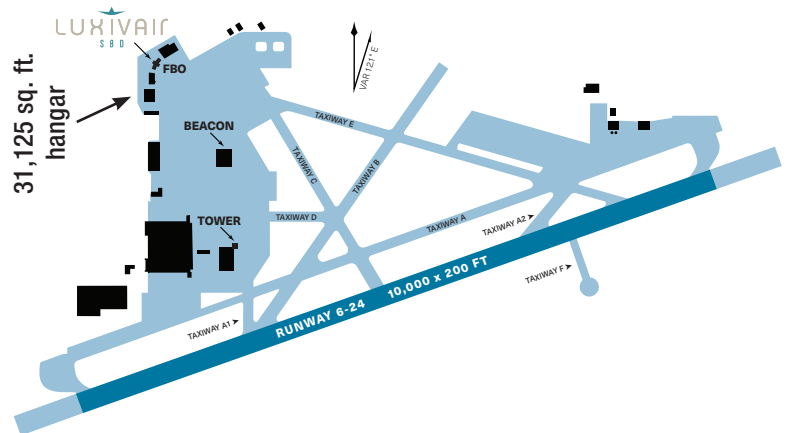 LUXIVAIR
SBD
31,125 sq. ft.
hangar
FBO
VAR 12.1° E
BEACON
TAXIWAY E
TAXIWAY C
TAXIWAY B
TOWER
TAXIWAY D
TAXIWAY A
TAXIWAY A2
TAXIWAY F
TAXIWAY A1
RUNWAY 6-24 10,000 x 200 FT